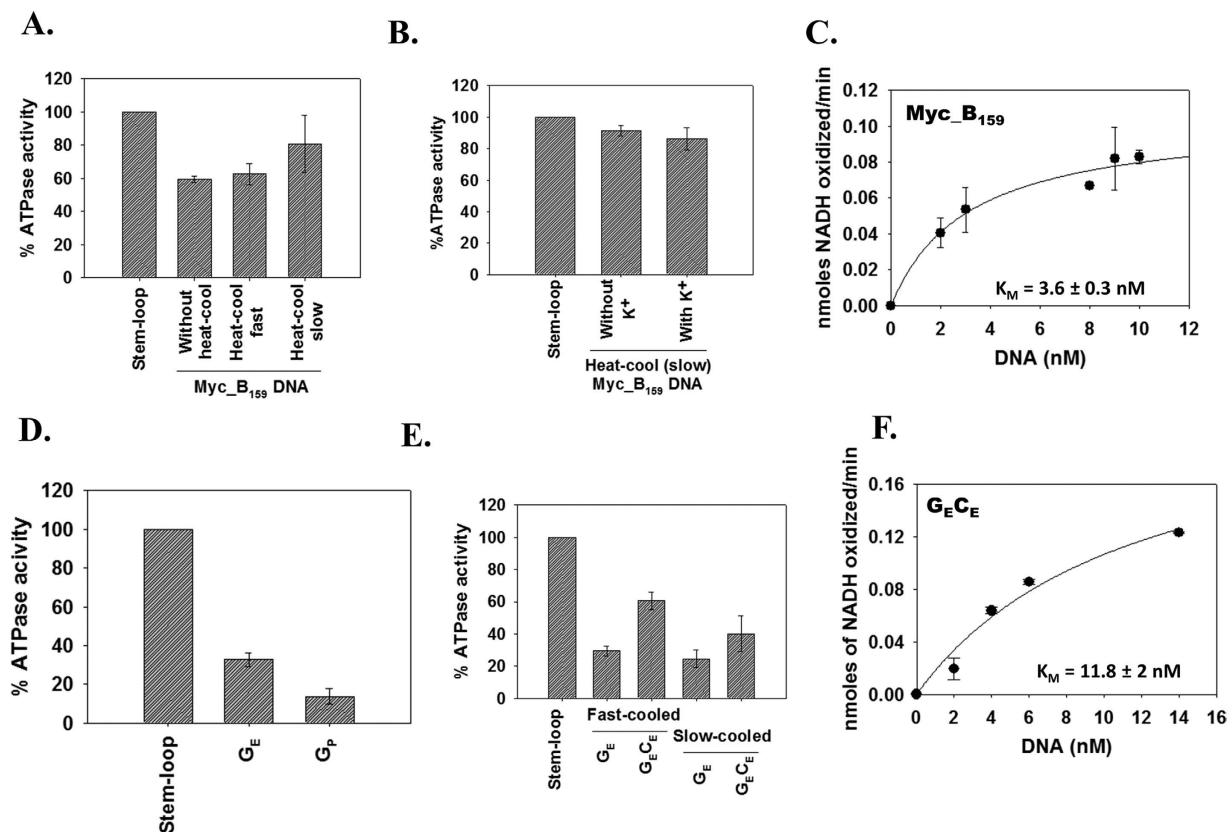 A.
% ATPase activity
120
100
80
60
40
20
0
Stem-loop
Without heat-cool
Heat-cool fast
Heat-cool slow
Myc_B159 DNA
B.
%ATPase activity
120
100
80
60
40
20
0
Stem-loop
Without K+
With K+
Heat-cool (slow)
Myc_B159 DNA
C.
nmoles NADH oxidized/min
0.12
0.10
0.08
0.06
0.04
0.02
0.00
Myc_B159
KM = 3.6 ± 0.3 nM
0 2 4 6 8 10 12
DNA (nM)
D.
% ATPase acivity
120
100
80
60
40
20
0
Stem-loop
GE
GP
E.
% ATPase activity
120
100
80
60
40
20
0
Stem-loop
Fast-cooled
GE
GECE
Slow-cooled
GE
GECE
F.
nmoles of NADH oxidized/min
0.16
0.12
0.08
0.04
0.00
GECE
KM = 11.8 ± 2 nM
0 2 4 6 8 10 12 14 16
DNA (nM)